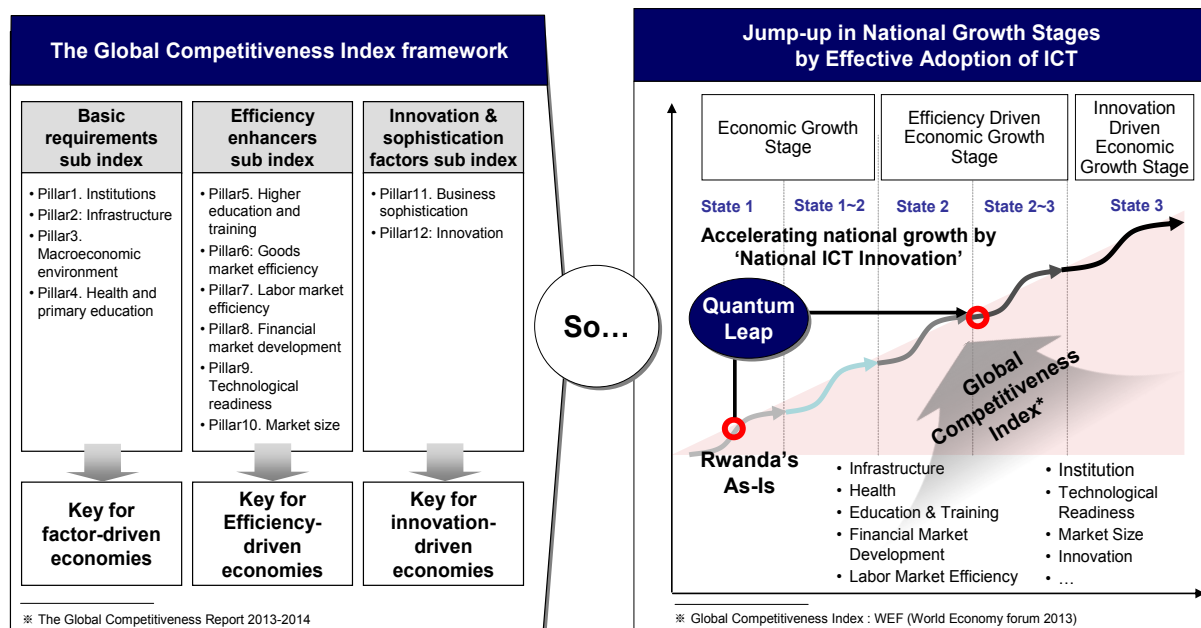 The Global Competitiveness Index framework
Basic
requirements
sub index
• Pillar1. Institutions
• Pillar2: Infrastructure
• Pillar3.
Macroeconomic
environment
• Pillar4. Health and
primary education
Key for
factor-driven
economies
Efficiency
enhancers
sub index
• Pillar5. Higher
education and
training
• Pillar6: Goods
market efficiency
• Pillar7. Labor market
efficiency
• Pillar8. Financial
market development
• Pillar9.
Technological
readiness
• Pillar10. Market size
Key for
Efficiency-
driven
economies
Innovation &
sophistication
factors sub index
• Pillar11. Business
sophistication
• Pillar12: Innovation
Key for
innovation-
driven
economies
※ The Global Competitiveness Report 2013-2014
So…
Jump-up in National Growth Stages
by Effective Adoption of ICT
Economic Growth
Stage
Efficiency Driven
Economic Growth
Stage
Innovation
Driven
Economic
Growth Stage
State 1
State 1~2
State 2
State 2~3
State 3
Accelerating national growth by
‘National ICT Innovation’
Quantum
Leap
Global
Competitiveness
Index*
Rwanda’s
As-Is
• Infrastructure
• Health
• Education & Training
• Financial Market
Development
• Labor Market Efficiency
• Institution
• Technological
Readiness
• Market Size
• Innovation
• …
※ Global Competitiveness Index : WEF (World Economy forum 2013)